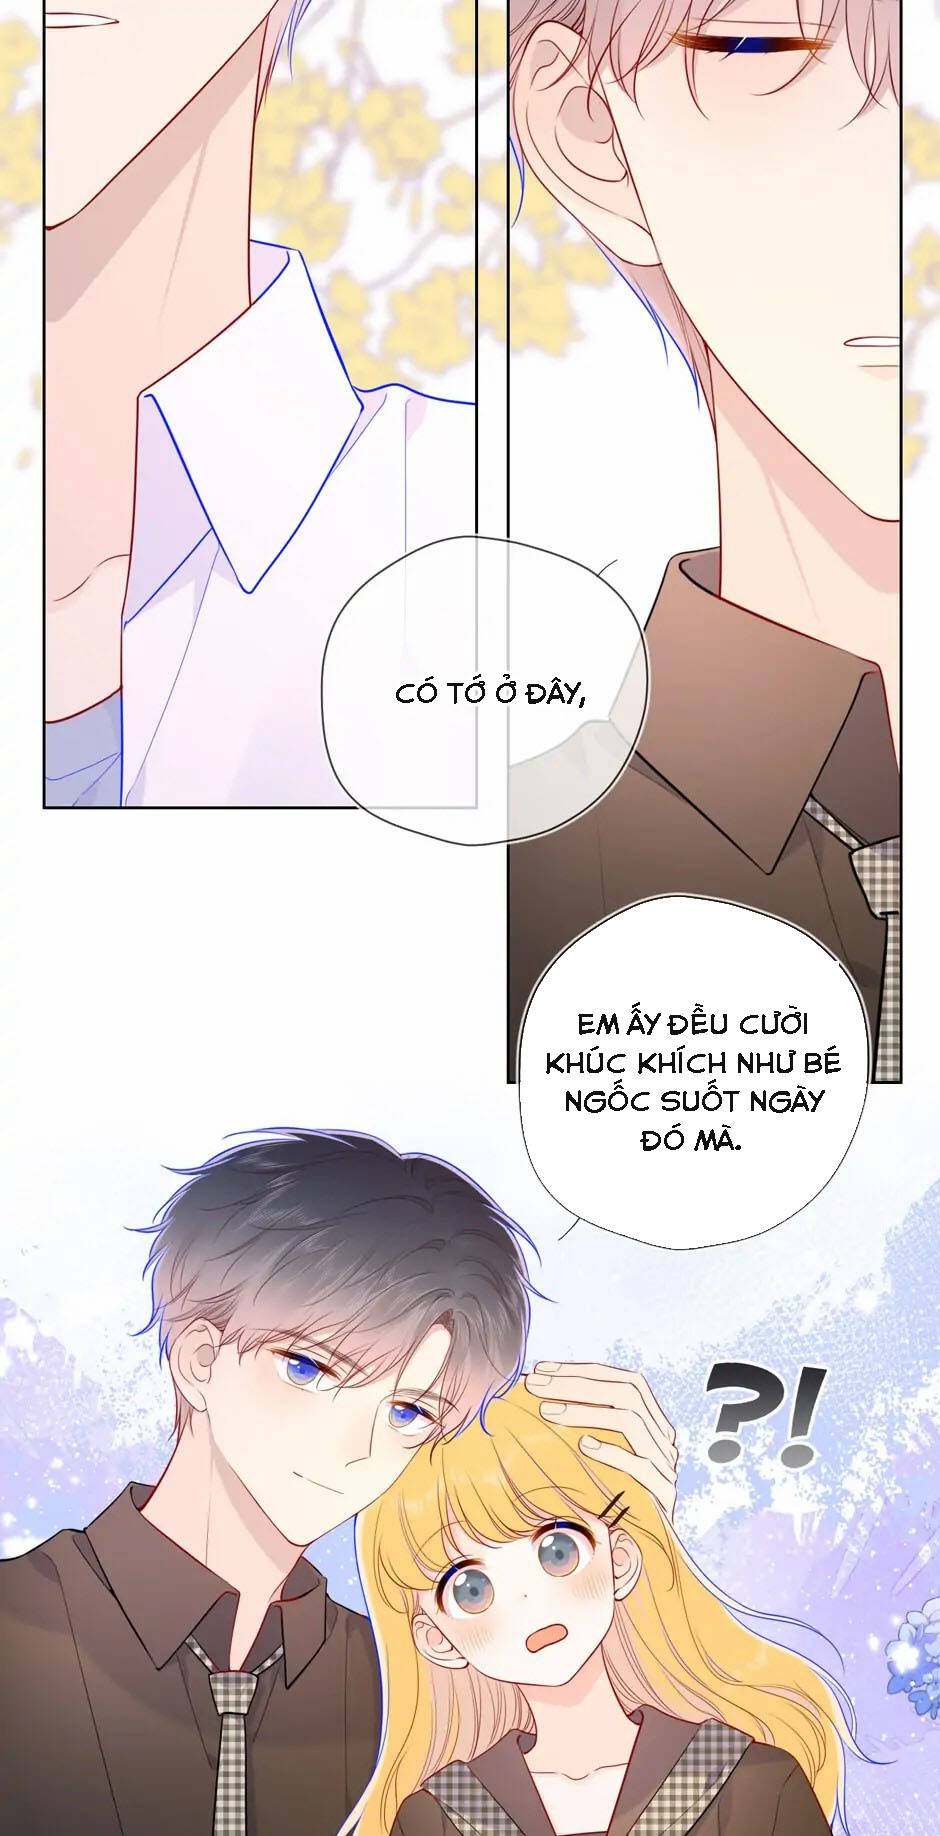 CÓ TỚ Ở ĐÂY,
EM ẤY ĐỀU CƯỜI
KHÚC KHÍCH NHƯ BÉ
NGỐC SUỐT NGÀY
ĐÓ MÀ.
?!